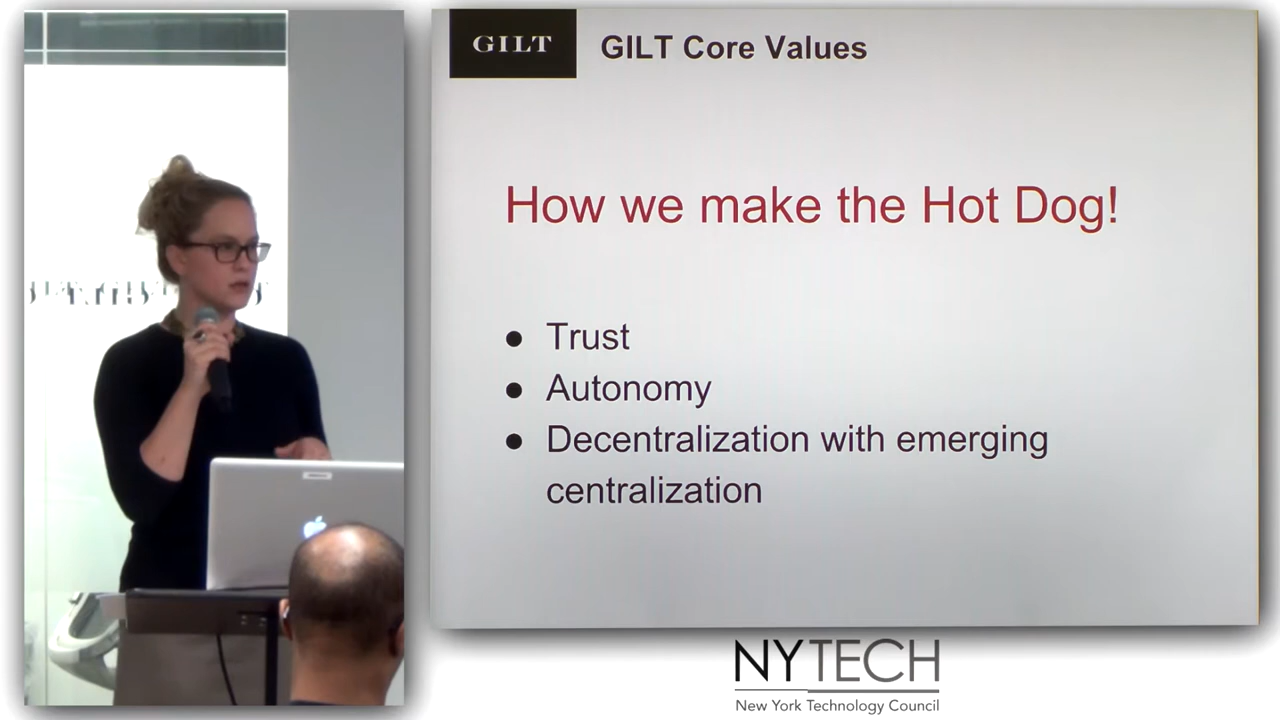 GILT
GILT Core Values
How we make the Hot Dog!
● Trust
● Autonomy
● Decentralization with emerging
centralization
NYTECH
New York Technology Council